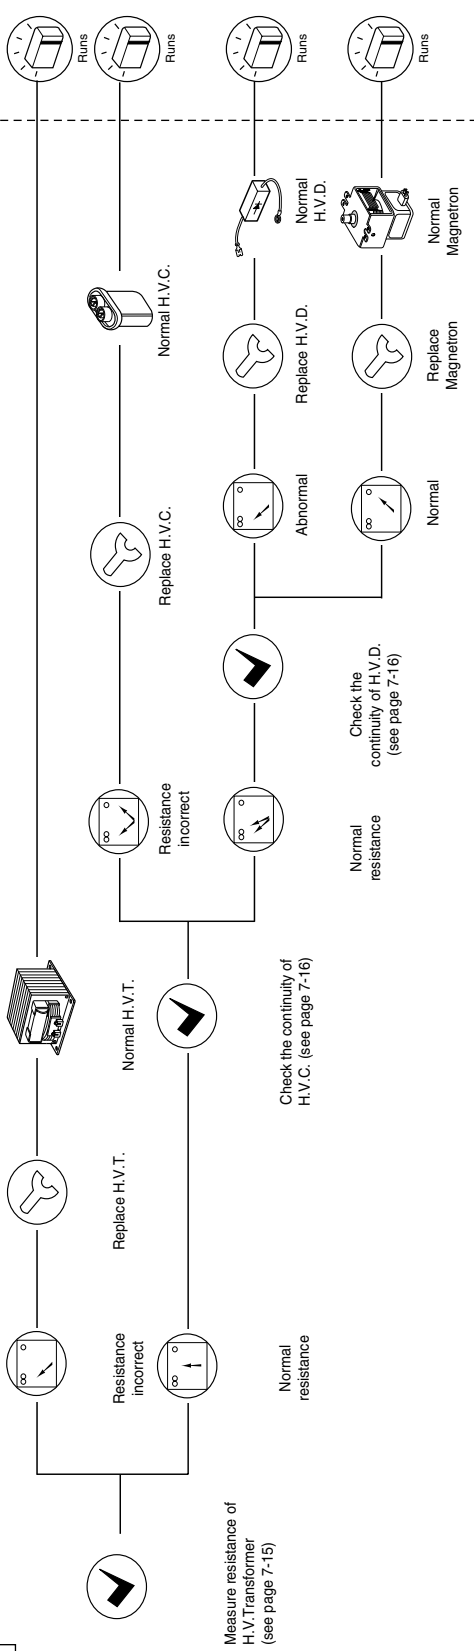 Measure resistance of
H.V.Transformer
(see page 7-15)
Resistance
incorrect
Replace H.V.T.
Normal H.V.T.
Runs
Normal
resistance
Check the continuity of
H.V.C. (see page 7-16)
Resistance
incorrect
Replace H.V.C.
Normal H.V.C.
Runs
Normal
resistance
Check the
continuity of H.V.D.
(see page 7-16)
Abnormal
Replace H.V.D.
Normal
H.V.D.
Runs
Normal
Replace
Magnetron
Normal
Magnetron
Runs